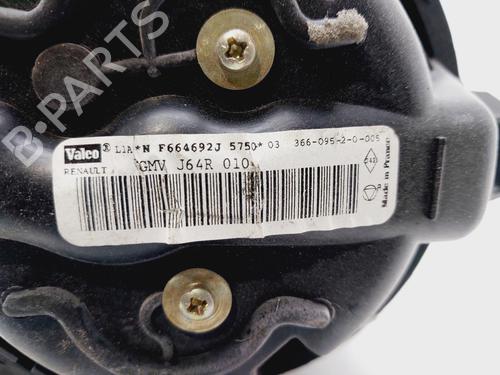 B-Parts
Valeo® L1A*N F664692J 5750* 03 366-095-2-0-005
RENAULT GMV J64R 010
Made in France